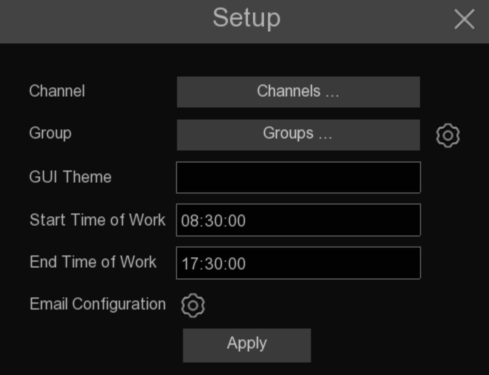 Setup
Channel Channels ...
Group Groups ...
GUI Theme
Start Time of Work 08:30:00
End Time of Work 17:30:00
Email Configuration
Apply